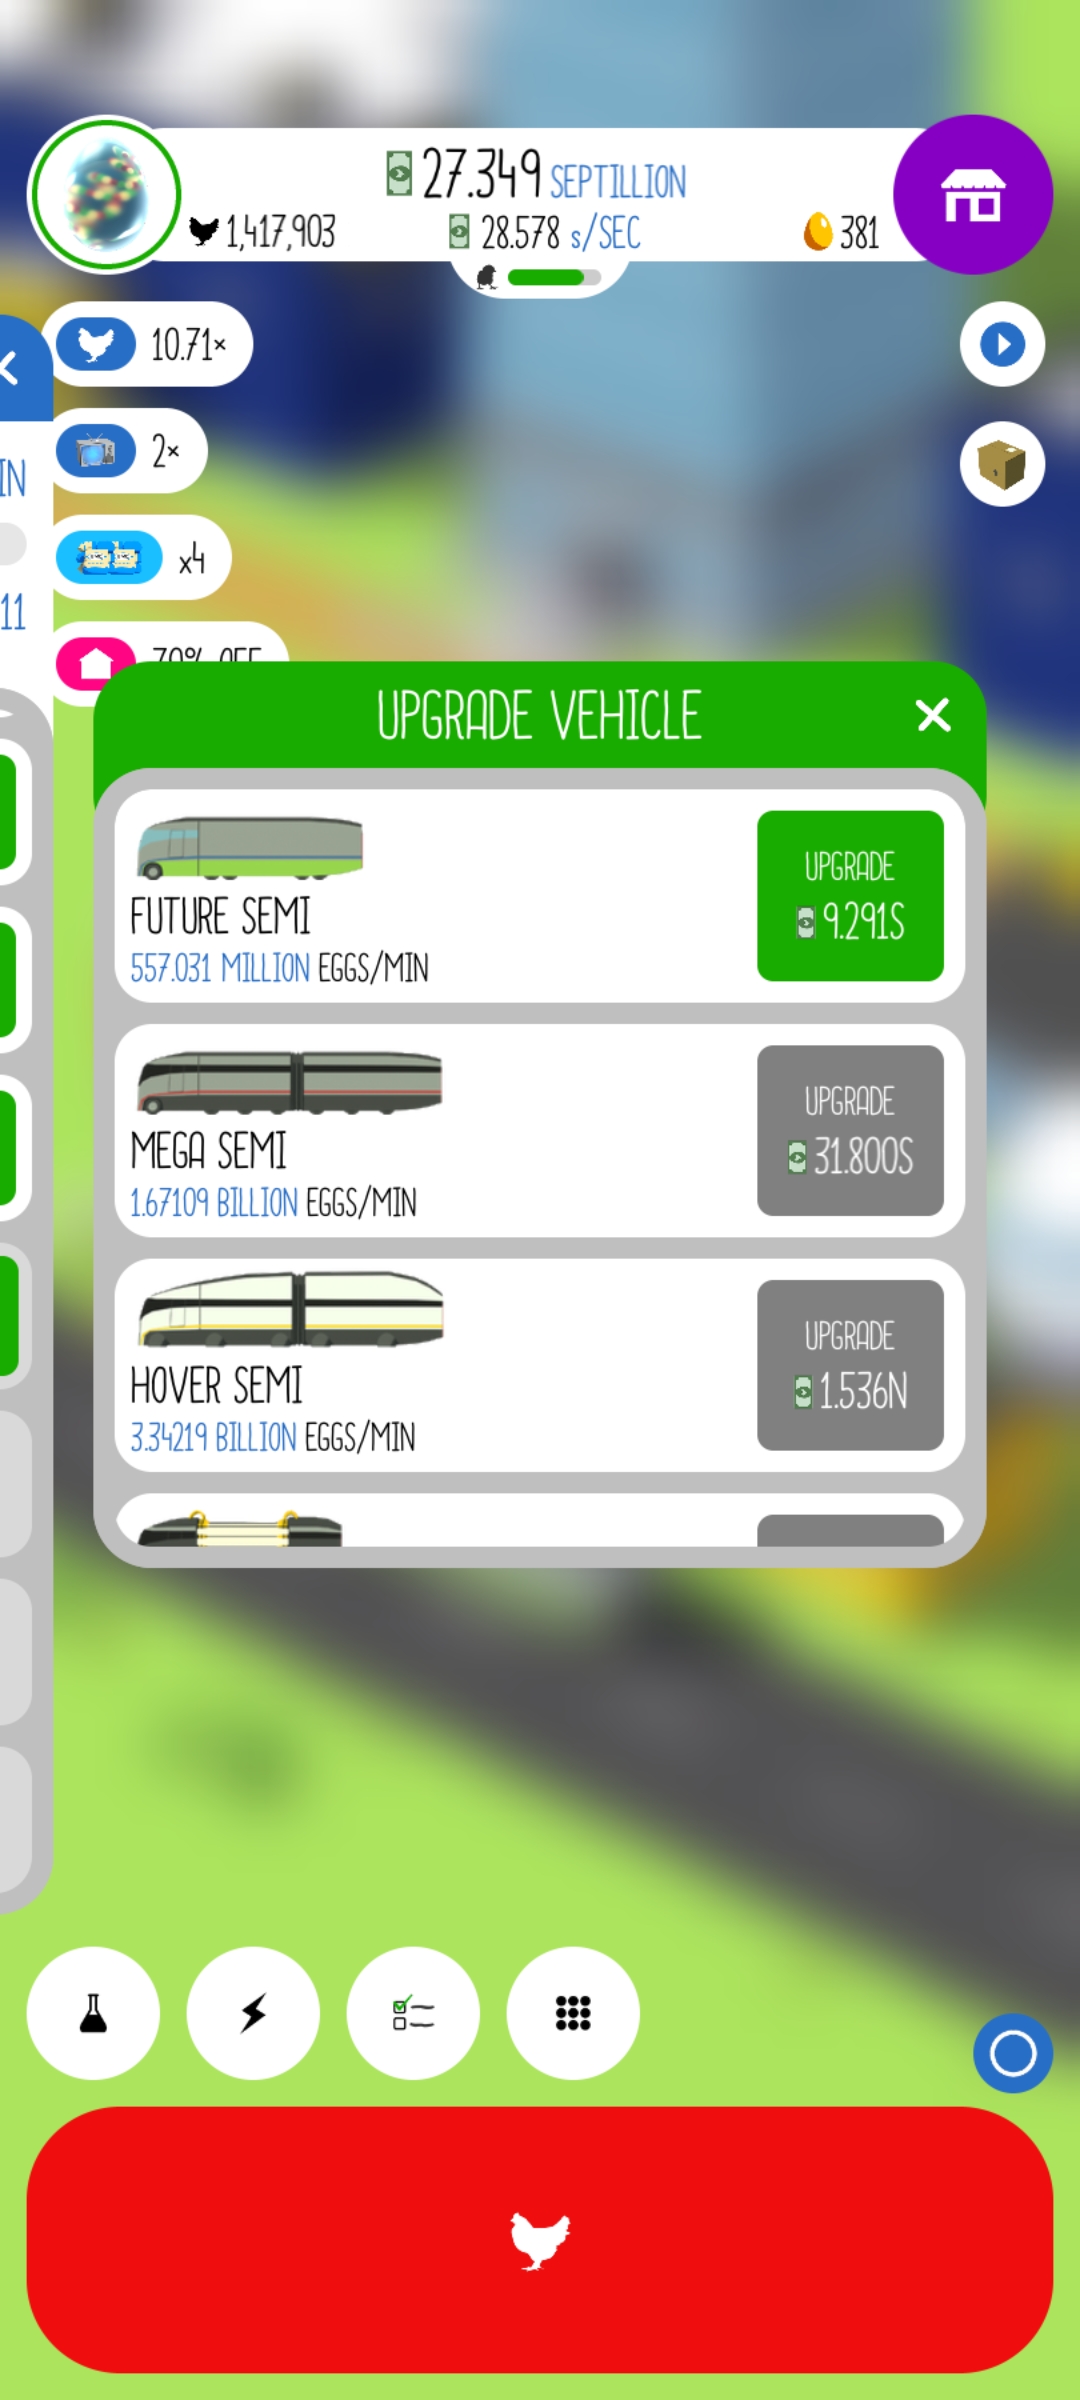 27.349 SEPTILLION
1,417,903
28.578 s/SEC
381
10.71×
2×
IN
x4
11
70% OFF
UPGRADE VEHICLE
FUTURE SEMI
557.031 MILLION EGGS/MIN
UPGRADE
9.291S
MEGA SEMI
1.67109 BILLION EGGS/MIN
UPGRADE
31.800S
HOVER SEMI
3.34219 BILLION EGGS/MIN
UPGRADE
1.536N